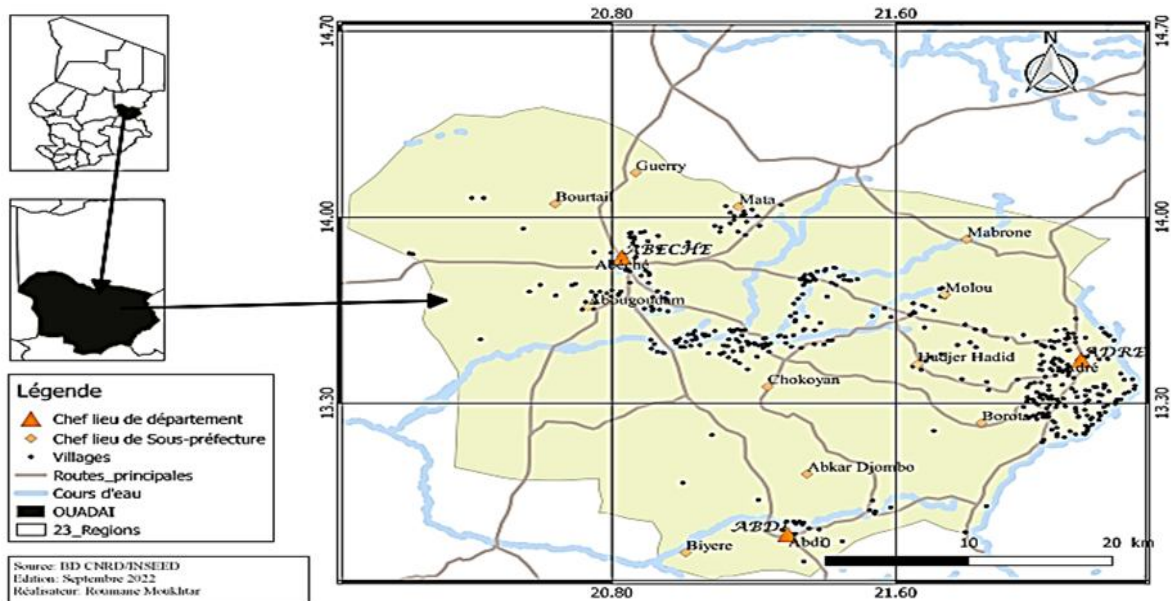 20.80
21.60
14.70
14.00
13.30
N
Guerry
Bourtail
Mata
Mabrone
ABECHE
Abéché
Abougoudam
Molou
Hadjer Hadid
ADRE
Adré
Chokoyan
Borota
Abkar Djombo
ABDI
Abdi
Biyere
0
10
20 km
20.80
21.60
Légende
Chef lieu de département
Chef lieu de Sous-préfecture
Villages
Routes_principales
Cours d'eau
OUADAI
23_Regions
Source: BD CNRD/INSEED
Edition: Septembre 2022
Réalisateur: Roumane Moukhtar
14.70
14.00
13.30